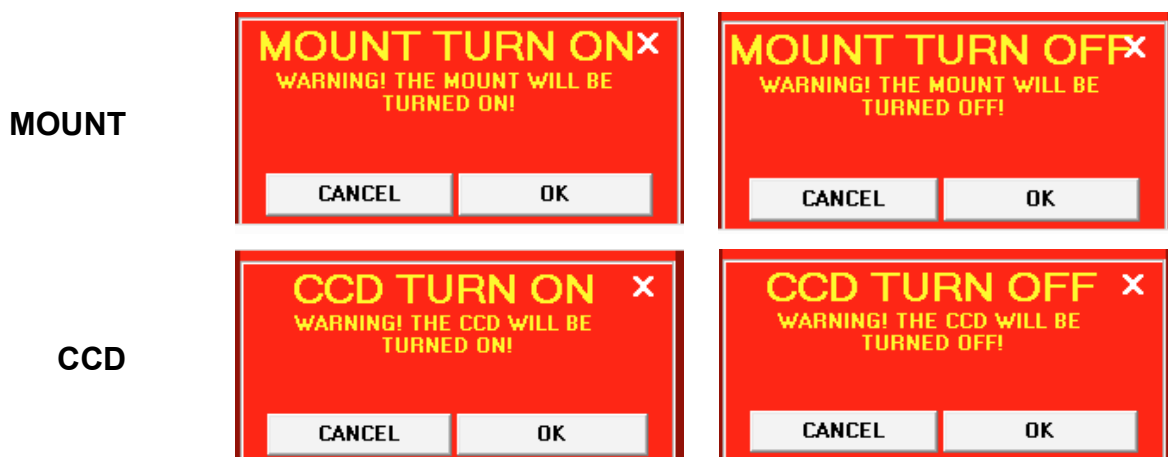 MOUNT
MOUNT TURN ON X
WARNING! THE MOUNT WILL BE
TURNED ON!
CANCEL OK
MOUNT TURN OFF X
WARNING! THE MOUNT WILL BE
TURNED OFF!
CANCEL OK
CCD
CCD TURN ON X
WARNING! THE CCD WILL BE
TURNED ON!
CANCEL OK
CCD TURN OFF X
WARNING! THE CCD WILL BE
TURNED OFF!
CANCEL OK